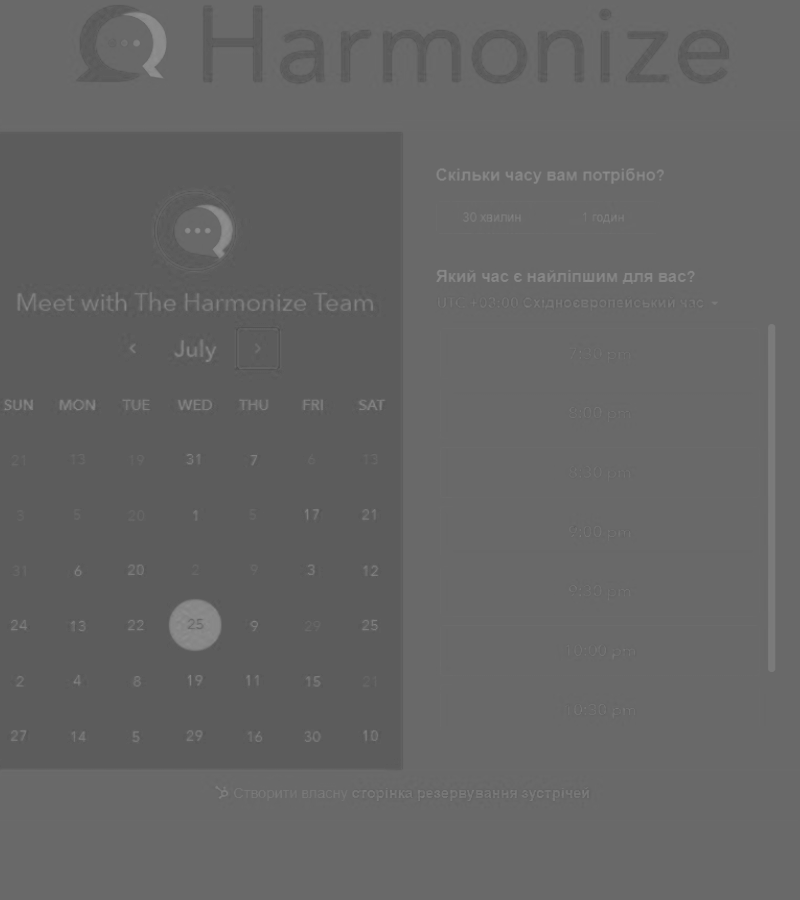 Harmonize
Скільки часу вам потрібно?
30 хвилин 1 годин
Який час є найліпшим для вас?
UTC +03:00 Східноєвропейський час
Meet with The Harmonize Team
July
SUN MON TUE WED THU FRI SAT
21 13 19 31 7 6 13
3 5 20 1 5 17 21
31 6 20 2 9 3 12
24 13 22 25 9 29 25
2 4 8 19 11 15 21
27 14 5 29 16 30 10
8:00 pm
8:30 pm
9:00 pm
9:30 pm
10:00 pm
10:30 pm
Створити власну сторінка резервування зустрічей